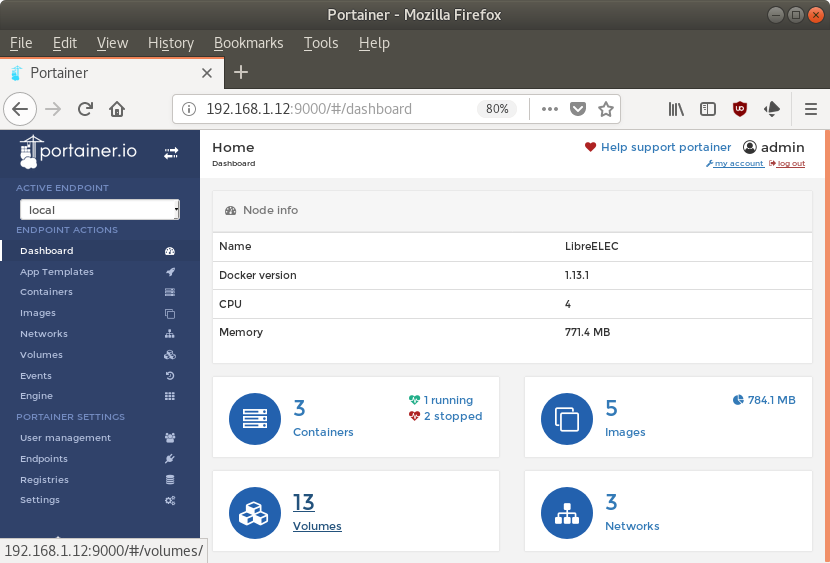 Portainer - Mozilla Firefox
File Edit View History Bookmarks Tools Help
Portainer
192.168.1.12:9000/#/dashboard 80%
portainer.io
Home
Dashboard
Help support portainer admin
my account log out
ACTIVE ENDPOINT
local
ENDPOINT ACTIONS
Dashboard
App Templates
Containers
Images
Networks
Volumes
Events
Engine
PORTAINER SETTINGS
User management
Endpoints
Registries
Settings
192.168.1.12:9000/#/volumes/
Node info
Name LibreELEC
Docker version 1.13.1
CPU 4
Memory 771.4 MB
3
Containers
1 running
2 stopped
5
Images
784.1 MB
13
Volumes
3
Networks